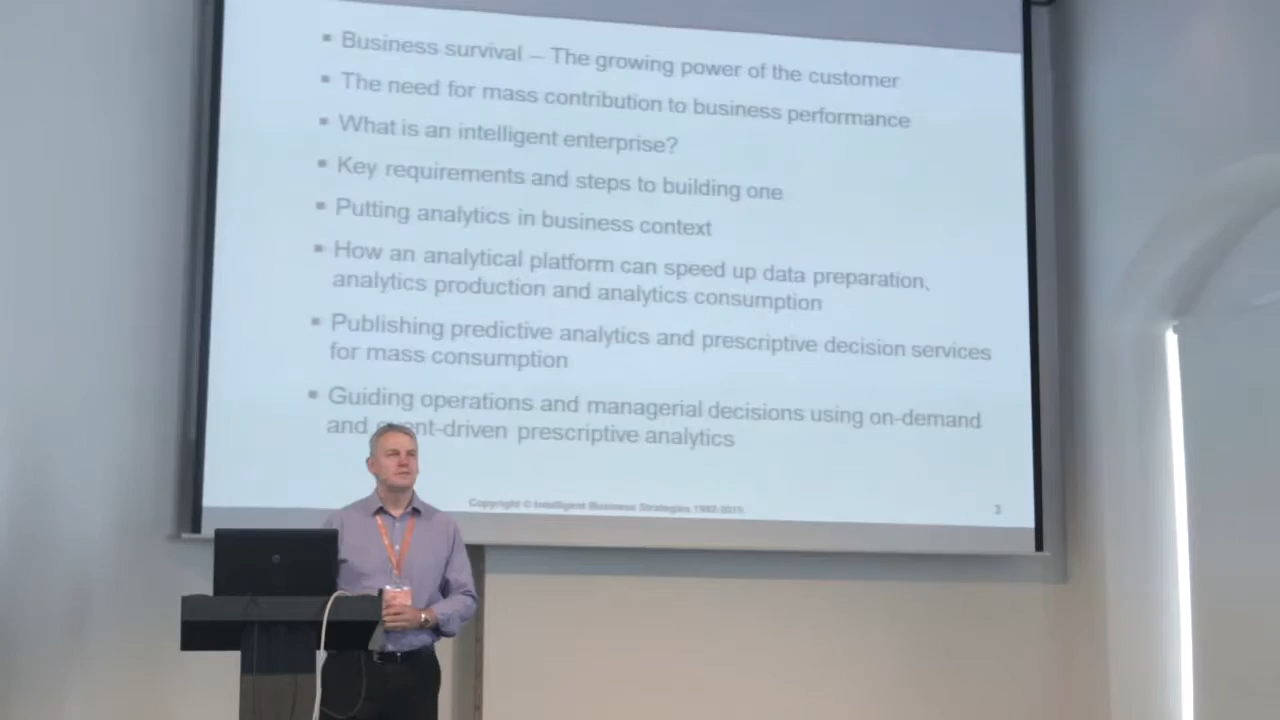 ▪ Business survival – The growing power of the customer
▪ The need for mass contribution to business performance
▪ What is an intelligent enterprise?
▪ Key requirements and steps to building one
▪ Putting analytics in business context
▪ How an analytical platform can speed up data preparation,
analytics production and analytics consumption
▪ Publishing predictive analytics and prescriptive decision services
for mass consumption
▪ Guiding operations and managerial decisions using on-demand
and event-driven prescriptive analytics
Copyright © Intelligent Business Strategies
3